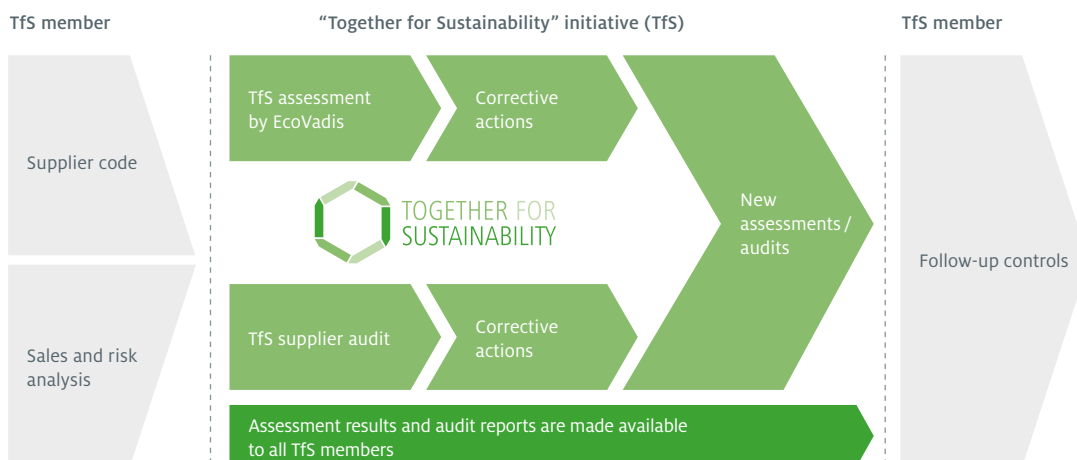 TfS member
“Together for Sustainability” initiative (TfS)
TfS member
Supplier code
Sales and risk
analysis
TfS assessment
by EcoVadis
Corrective
actions
TOGETHER FOR
SUSTAINABILITY
TfS supplier audit
Corrective
actions
New
assessments /
audits
Assessment results and audit reports are made available
to all TfS members
Follow-up controls